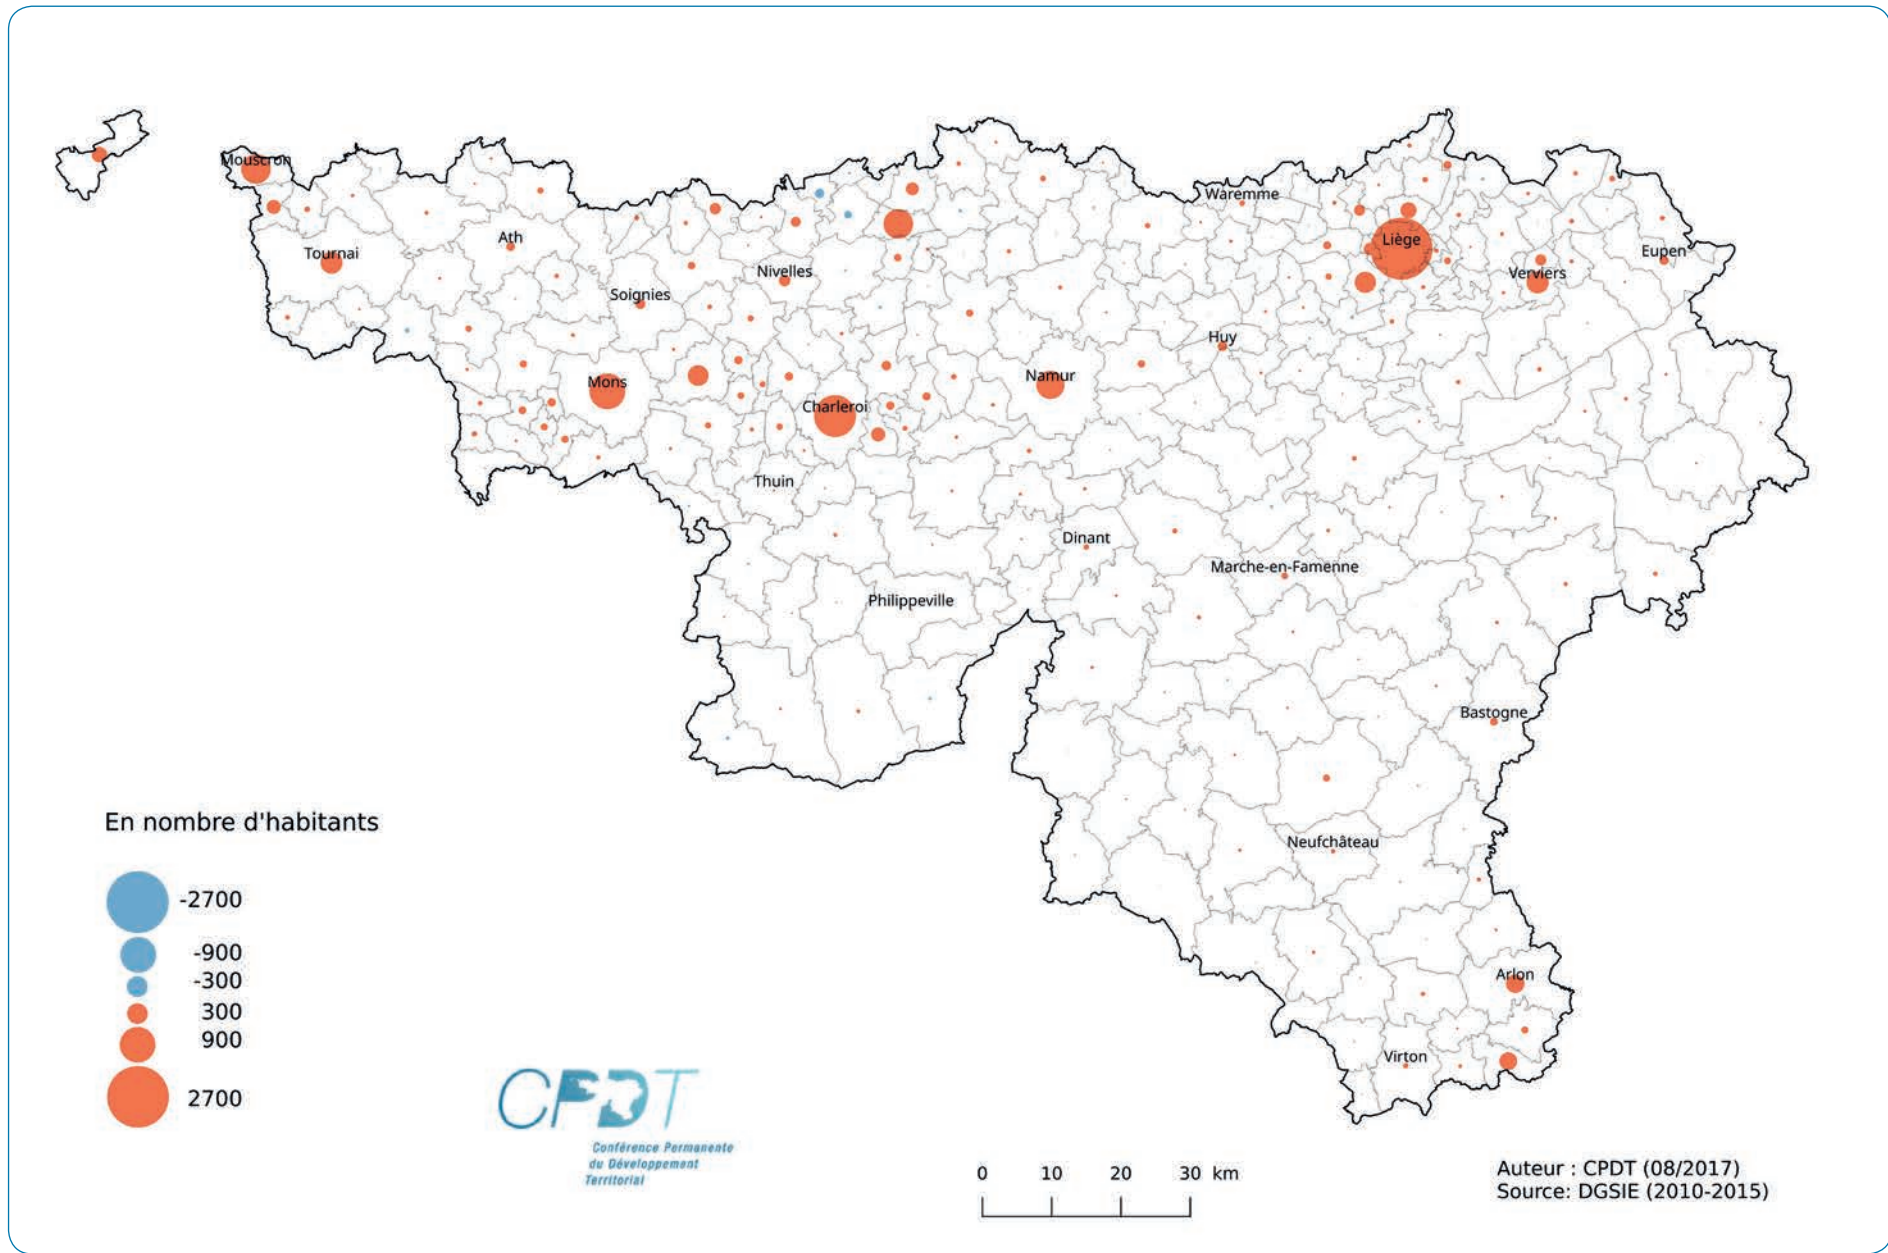 Mouscron
Waremme
Liège
Ath
Tournai
Eupen
Nivelles
Verviers
Soignies
Huy
Namur
Mons
Charleroi
Thuin
Dinant
Marche-en-Famenne
Philippeville
Bastogne
Neufchâteau
Arlon
Virton
En nombre d'habitants
-2700
-900
-300
300
900
2700
CPDT
Conférence Permanente
du Développement
Territorial
0 10 20 30 km
Auteur : CPDT (08/2017)
Source: DGSIE (2010-2015)